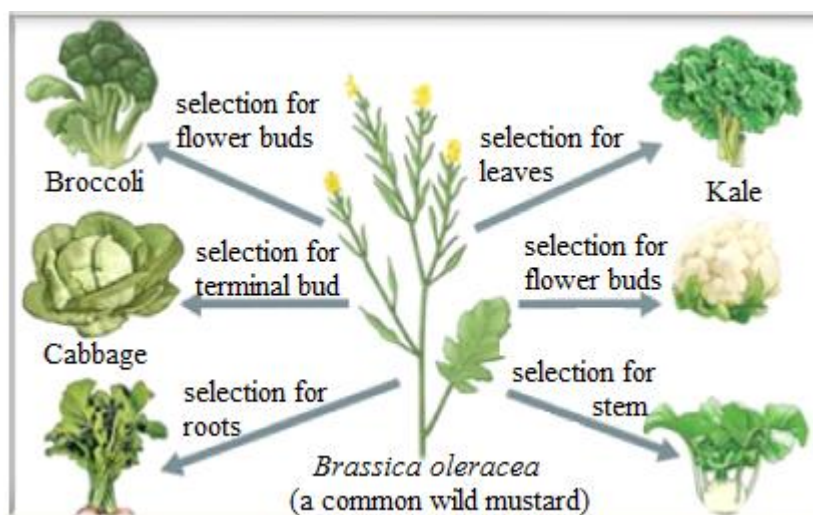 selection for
flower buds
Broccoli
selection for
leaves
Kale
selection for
terminal bud
Cabbage
selection for
flower buds
selection for
roots
selection for
stem
Brassica oleracea
(a common wild mustard)